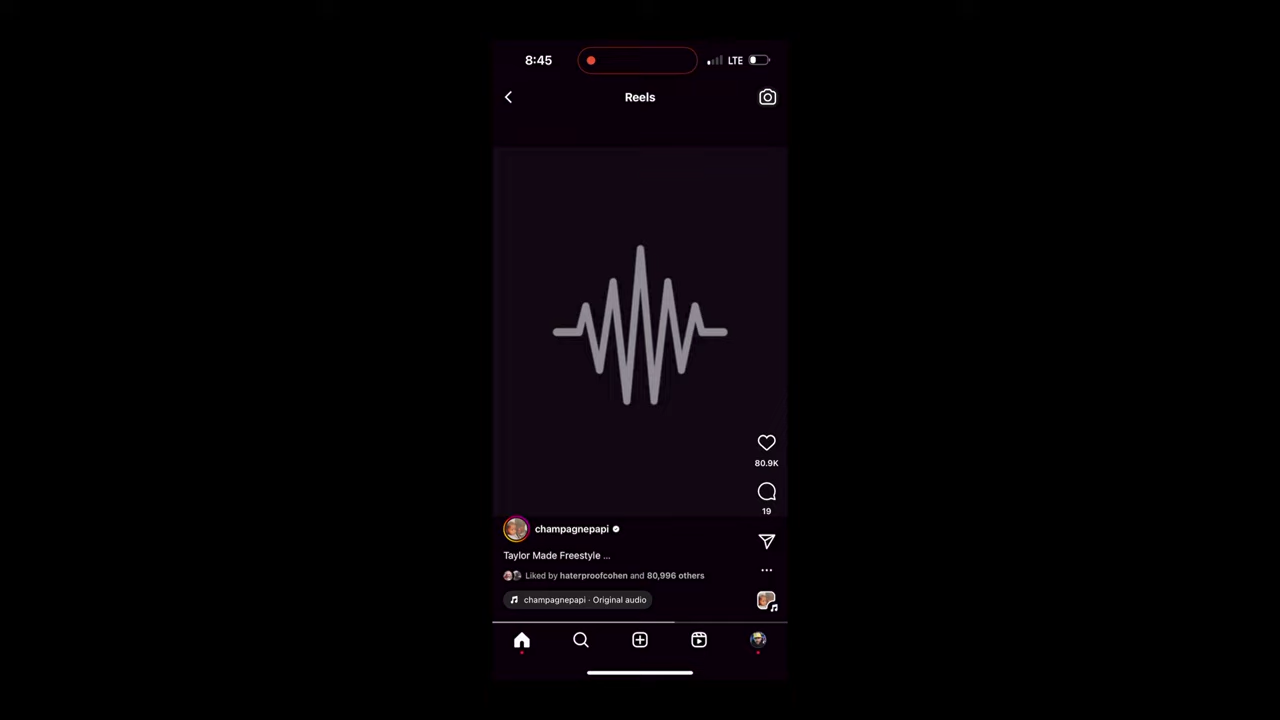 8:45
LTE
Reels
80.9K
19
champagnepapi
Taylor Made Freestyle ...
Liked by haterproofcohen and 80,996 others
champagnepapi · Original audio